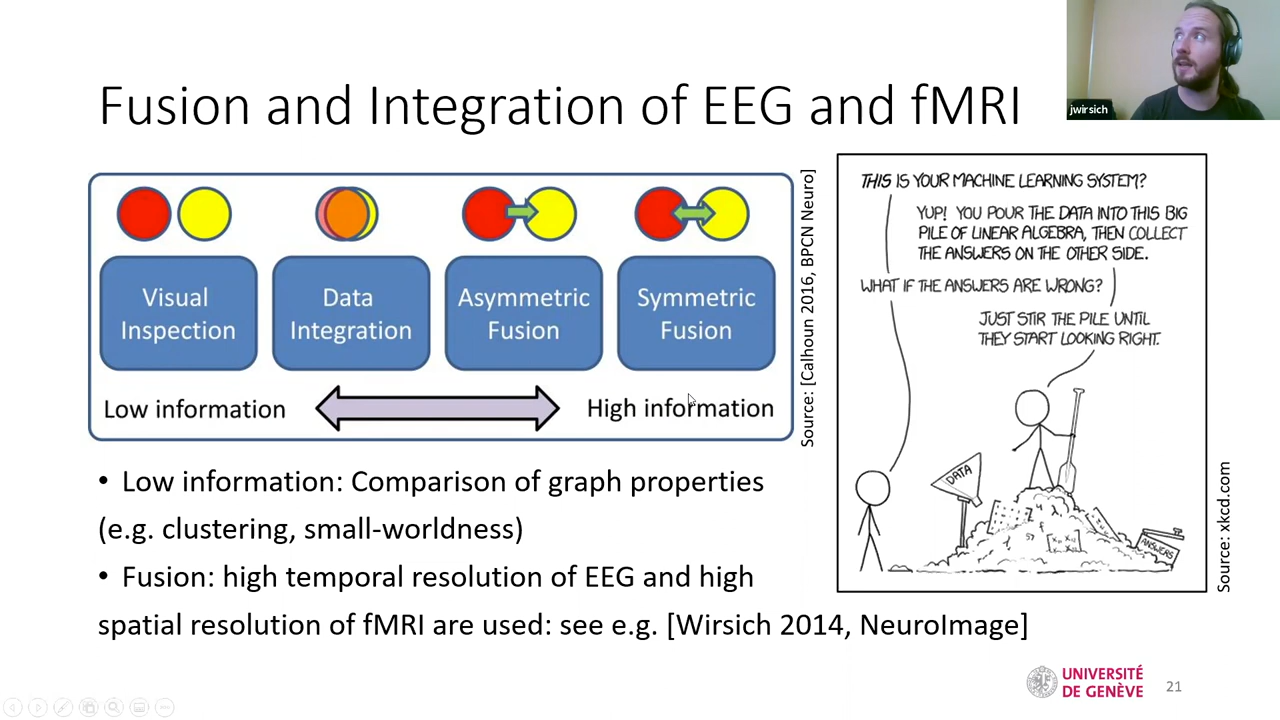 jwirsich
Fusion and Integration of EEG and fMRI
Visual
Inspection
Data
Integration
Asymmetric
Fusion
Symmetric
Fusion
Low information
High information
Source: [Calhoun 2016, BPCN Neuro]
THIS IS YOUR MACHINE LEARNING SYSTEM?
YUP! YOU POUR THE DATA INTO THIS BIG
PILE OF LINEAR ALGEBRA, THEN COLLECT
THE ANSWERS ON THE OTHER SIDE.
WHAT IF THE ANSWERS ARE WRONG?
JUST STIR THE PILE UNTIL
THEY START LOOKING RIGHT.
DATA
ANSWERS
Source: xkcd.com
• Low information: Comparison of graph properties
(e.g. clustering, small-worldness)
• Fusion: high temporal resolution of EEG and high
spatial resolution of fMRI are used: see e.g. [Wirsich 2014, NeuroImage]
UNIVERSITÉ
DE GENÈVE
21